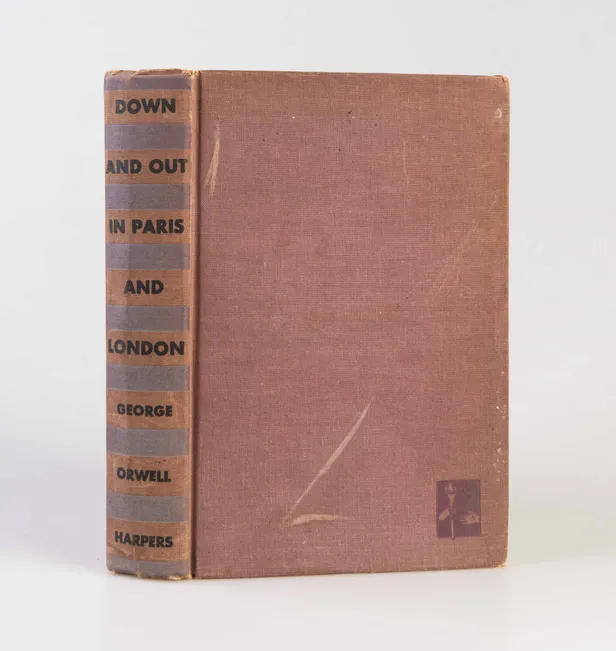 DOWN
AND OUT
IN PARIS
AND
LONDON
GEORGE
ORWELL
HARPERS